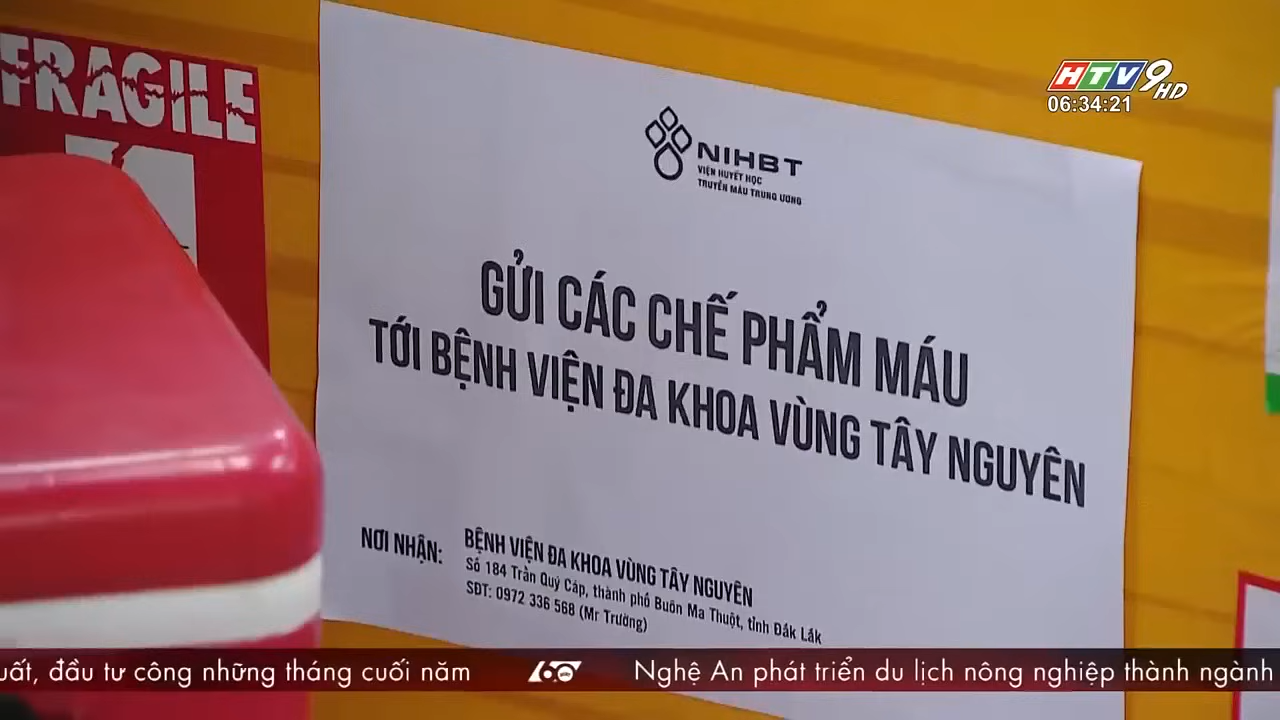 FRAGILE
HTV9 HD
06:34:21
NIHBT
VIỆN HUYẾT HỌC
TRUYỀN MÁU TRUNG ƯƠNG
GỬI CÁC CHẾ PHẨM MÁU
TỚI BỆNH VIỆN ĐA KHOA VÙNG TÂY NGUYÊN
NƠI NHẬN: BỆNH VIỆN ĐA KHOA VÙNG TÂY NGUYÊN
Số 184 Trần Quý Cáp, thành phố Buôn Ma Thuột, tỉnh Đắk Lắk
SĐT: 0972 336 568 (Mr Trường)
uất, đầu tư công những tháng cuối năm 60 giây Nghệ An phát triển du lịch nông nghiệp thành ngành